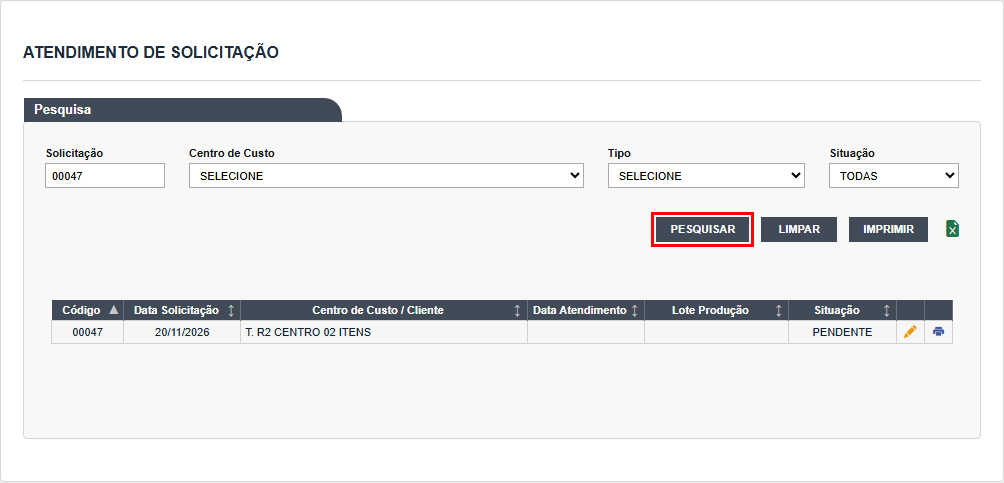 ATENDIMENTO DE SOLICITAÇÃO
Pesquisa
Solicitação Centro de Custo Tipo Situação
00047 SELECIONE SELECIONE TODAS
PESQUISAR LIMPAR IMPRIMIR
Código Data Solicitação Centro de Custo / Cliente Data Atendimento Lote Produção Situação
00047 20/11/2026 T. R2 CENTRO 02 ITENS PENDENTE